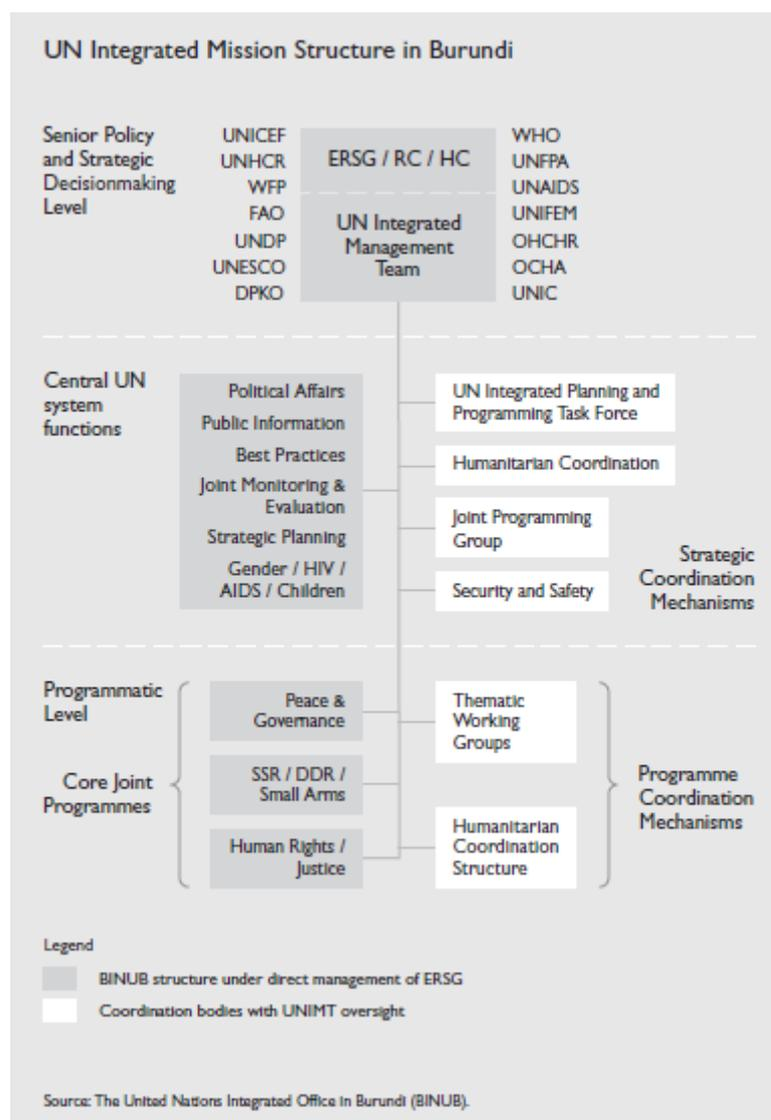 UN Integrated Mission Structure in Burundi
Senior Policy
and Strategic
Decisionmaking
Level
UNICEF
UNHCR
WFP
FAO
UNDP
UNESCO
DPKO
ERSG / RC / HC
UN Integrated
Management
Team
WHO
UNFPA
UNAIDS
UNIFEM
OHCHR
OCHA
UNIC
Central UN
system
functions
Political Affairs
Public Information
Best Practices
Joint Monitoring &
Evaluation
Strategic Planning
Gender / HIV /
AIDS / Children
UN Integrated Planning and
Programming Task Force
Humanitarian Coordination
Joint Programming
Group
Security and Safety
Strategic
Coordination
Mechanisms
Programmatic
Level
Core Joint
Programmes
Peace &
Governance
SSR / DDR /
Small Arms
Human Rights /
Justice
Thematic
Working
Groups
Humanitarian
Coordination
Structure
Programme
Coordination
Mechanisms
Legend
BINUB structure under direct management of ERSG
Coordination bodies with UNIMT oversight
Source: The United Nations Integrated Office in Burundi (BINUB).